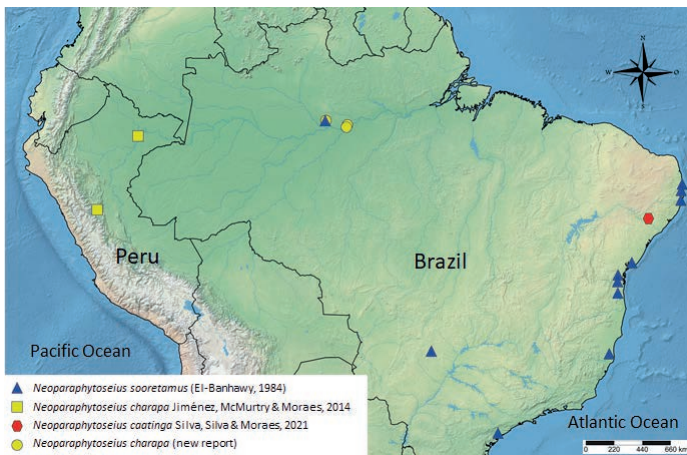 N
W
O
S
Peru
Brazil
Pacific Ocean
Atlantic Ocean
Neoparaphytoseius sooretamus (El-Banhawy, 1984)
Neoparaphytoseius charapa Jiménez, McMurtry & Moraes, 2014
Neoparaphytoseius caatinga Silva, Silva & Moraes, 2021
Neoparaphytoseius charapa (new report)
0 220 440 660 km